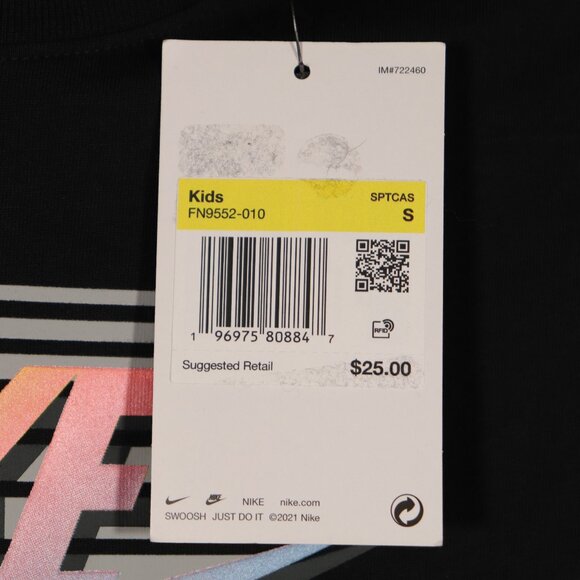 IM#722460
Kids SPTCAS
FN9552-010 S
1 96975 80884 7
RFID
Suggested Retail $25.00
NIKE nike.com
SWOOSH JUST DO IT ©2021 Nike